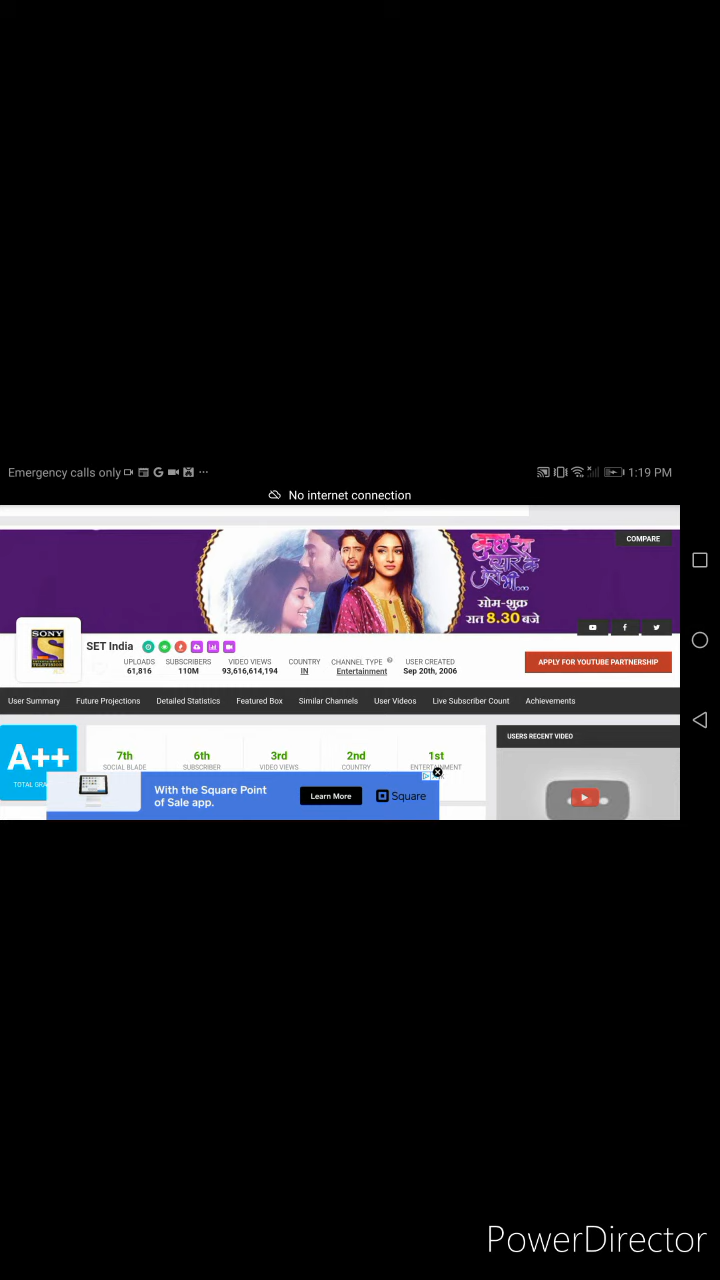 Emergency calls only
1:19 PM
No internet connection
COMPARE
सोम-शुक्र
रात 8.30 बजे
SONY
SET India
UPLOADS SUBSCRIBERS VIDEO VIEWS COUNTRY CHANNEL TYPE USER CREATED
61,816 110M 93,616,614,194 IN Entertainment Sep 20th, 2006
APPLY FOR YOUTUBE PARTNERSHIP
User Summary Future Projections Detailed Statistics Featured Box Similar Channels User Videos Live Subscriber Count Achievements
USERS RECENT VIDEO
A++
TOTAL GRA
7th 6th 3rd 2nd 1st
SOCIAL BLADE SUBSCRIBER VIDEO VIEWS COUNTRY ENTERTAINMENT
With the Square Point
of Sale app.
Learn More
Square
PowerDirector